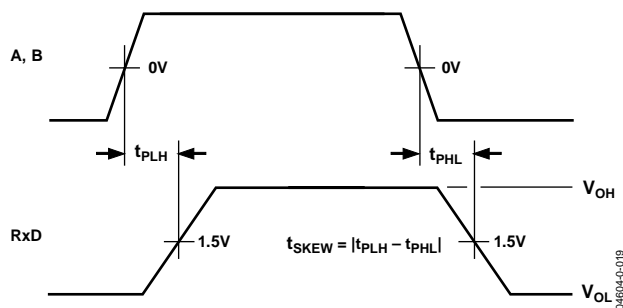 A, B
0V
0V
tPLH
tPHL
VOH
RxD
1.5V
tSKEW = |tPLH – tPHL|
1.5V
VOL
04604-0-019